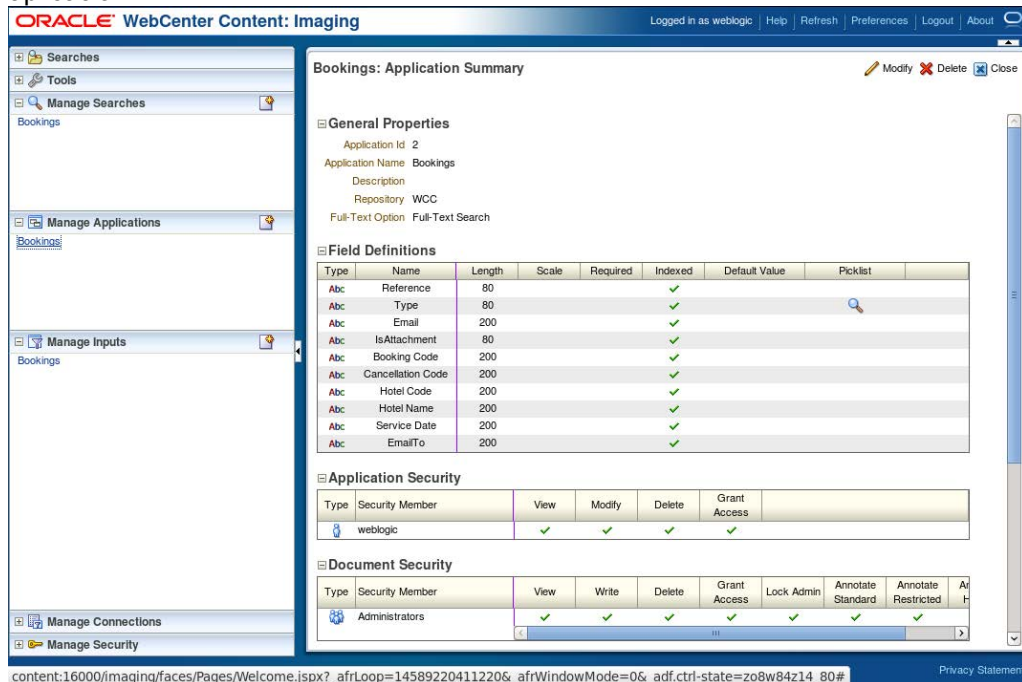 ORACLE WebCenter Content: Imaging
Logged in as weblogic Help Refresh Preferences Logout About
Searches
Tools
Manage Searches
Bookings
Manage Applications
Bookings
Manage Inputs
Bookings
Manage Connections
Manage Security
Bookings: Application Summary
Modify Delete Close
General Properties
Application Id 2
Application Name Bookings
Description
Repository WCC
Full-Text Option Full-Text Search
Field Definitions
Type Name Length Scale Required Indexed Default Value Picklist
Abc Reference 80
Abc Type 80
Abc Email 200
Abc IsAttachment 80
Abc Booking Code 200
Abc Cancellation Code 200
Abc Hotel Code 200
Abc Hotel Name 200
Abc Service Date 200
Abc EmailTo 200
Application Security
Type Security Member View Modify Delete Grant Access
weblogic
Document Security
Type Security Member View Write Delete Grant Access Lock Admin Annotate Standard Annotate Restricted
Administrators
content:16000/imaging/faces/Pages/Welcome.jspx?_afrLoop=14589220411220&_afrWindowMode=0&_adf.ctrl-state=zo8w84z14_80#
Privacy Statement